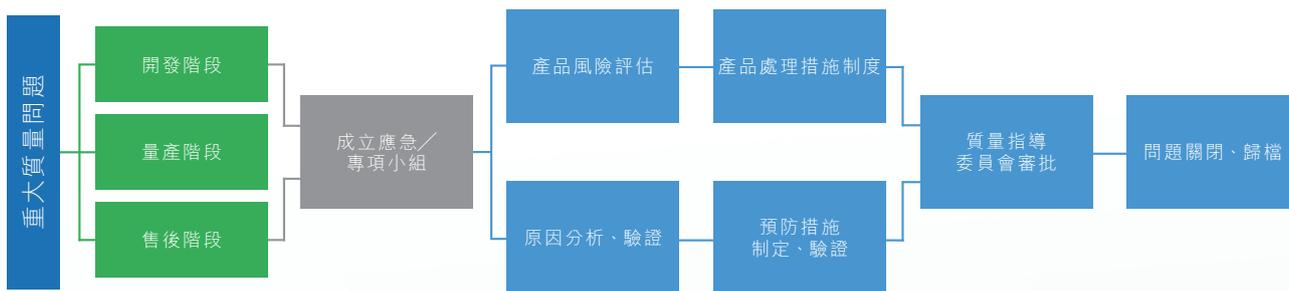 重大質量問題
開發階段
量產階段
售後階段
成立應急／
專項小組
產品風險評估
產品處理措施制度
原因分析、驗證
預防措施
制定、驗證
質量指導
委員會審批
問題關閉、歸檔